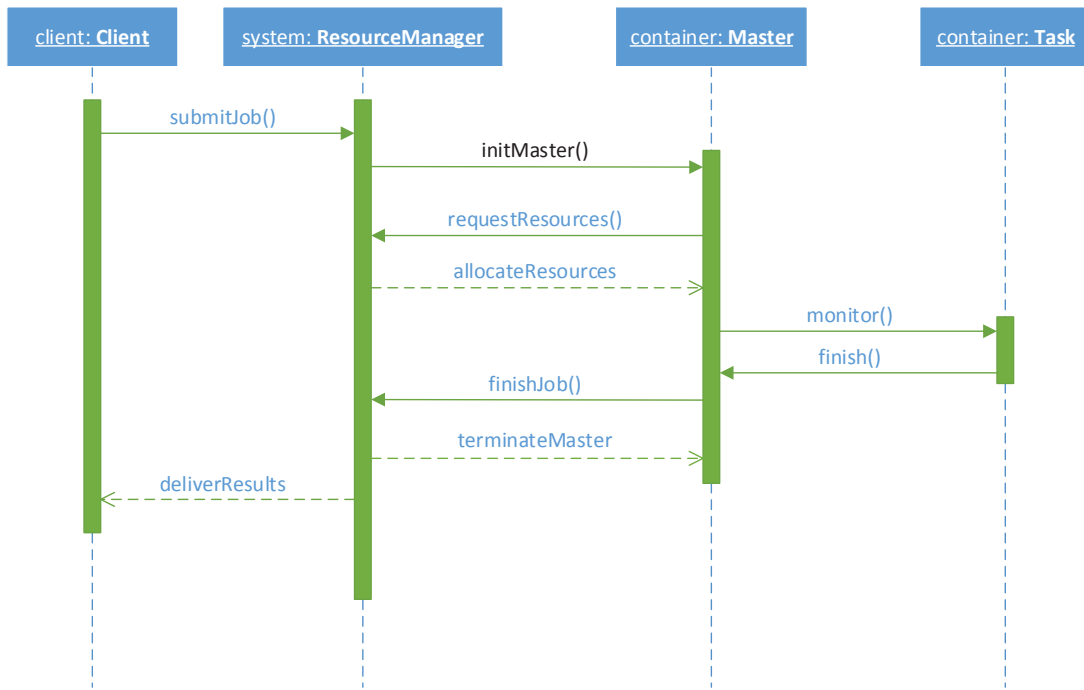 client: Client
system: ResourceManager
container: Master
container: Task
submitJob()
initMaster()
requestResources()
allocateResources
monitor()
finish()
finishJob()
terminateMaster
deliverResults